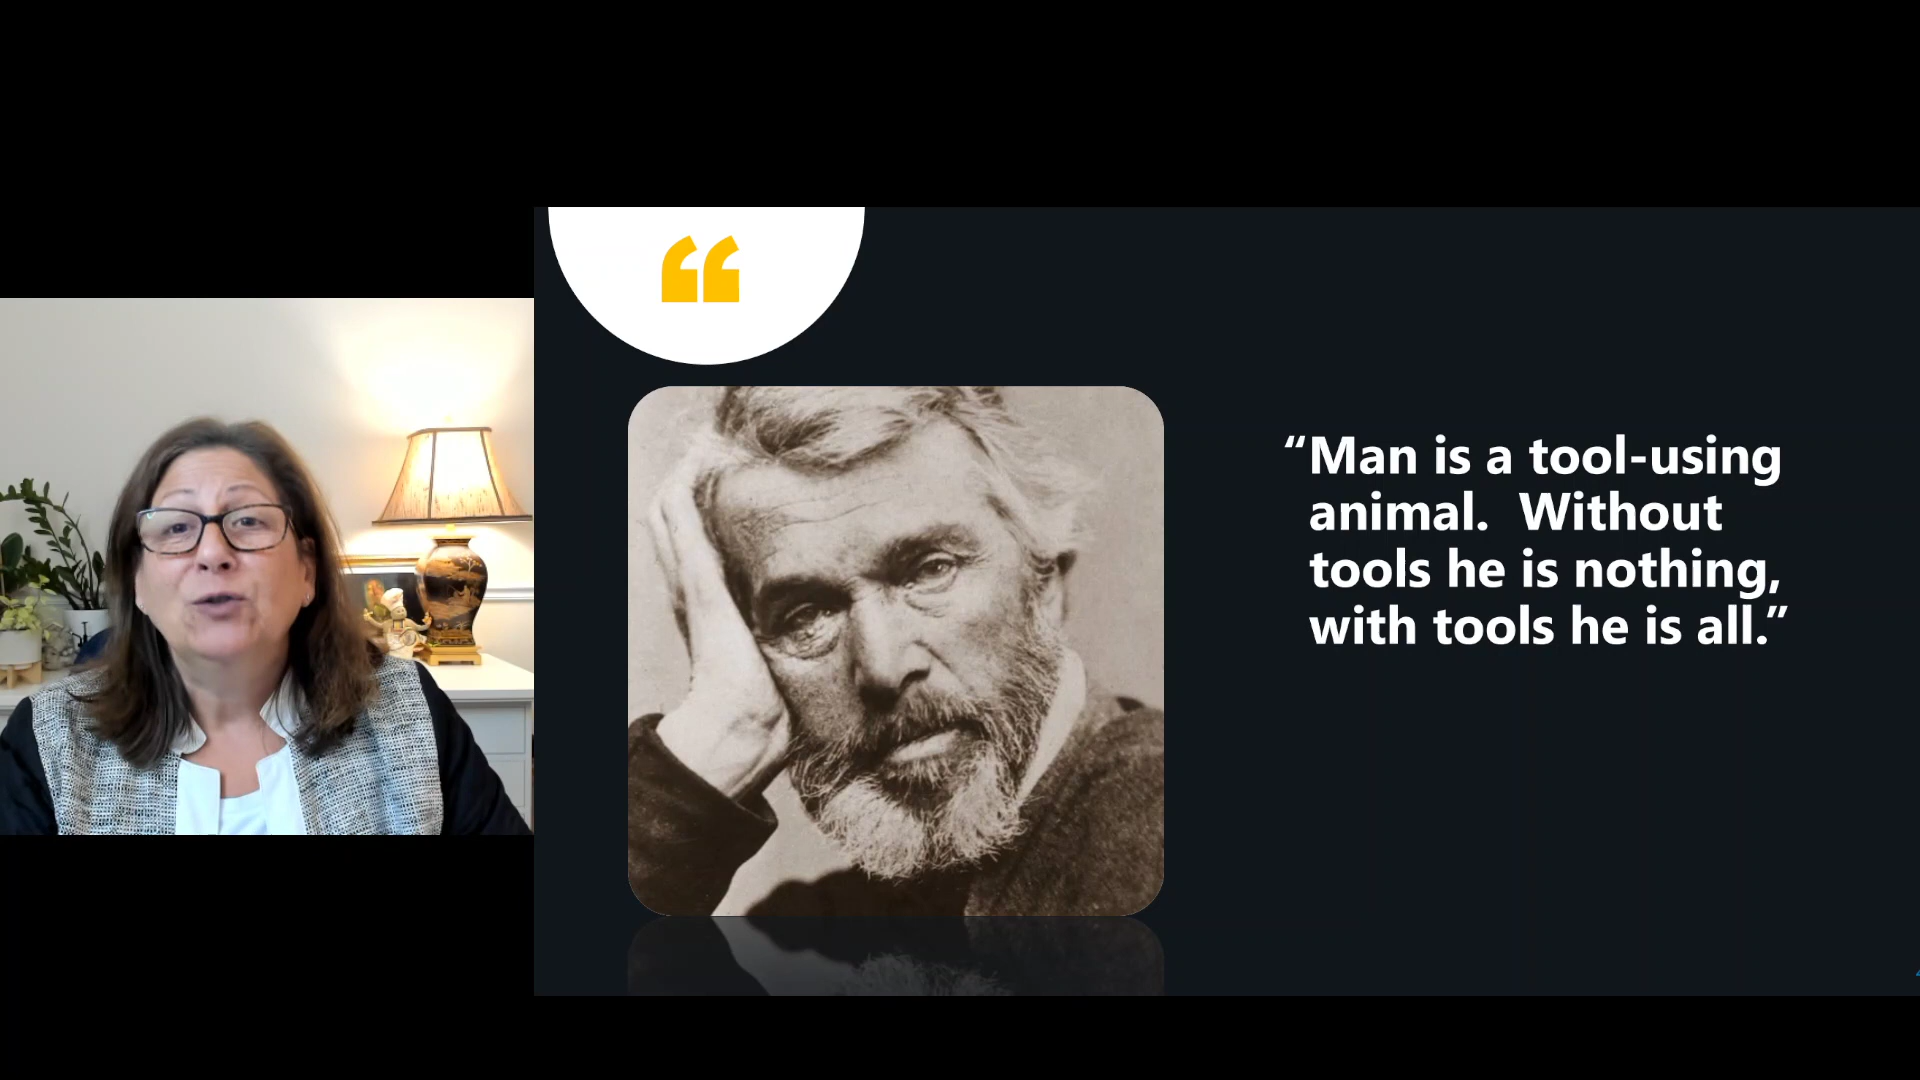 “Man is a tool-using
animal.  Without
tools he is nothing,
with tools he is all.”